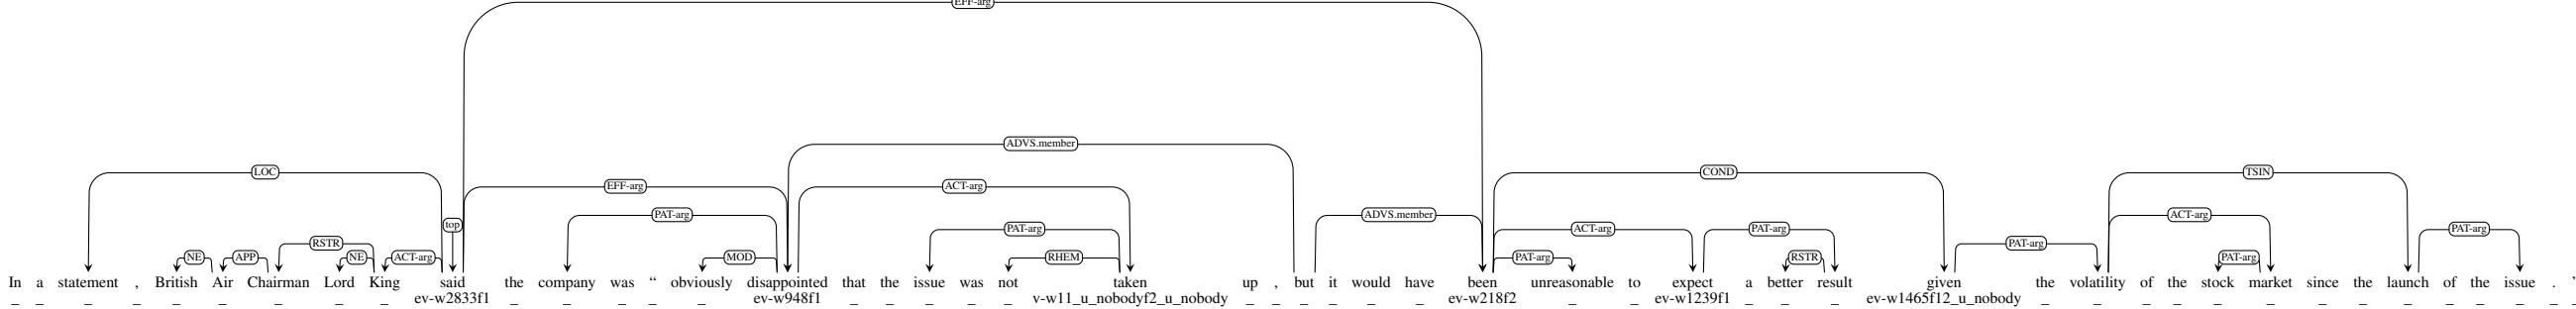 EFF-arg
ADVS.member
LOC COND TSIN
EFF-arg ACT-arg
PAT-arg ADVS.member ACT-arg
top
PAT-arg ACT-arg PAT-arg PAT-arg
RSTR PAT-arg
NE APP NE ACT-arg MOD RHEM PAT-arg RSTR PAT-arg
In a statement , British Air Chairman Lord King said the company was “ obviously disappointed that the issue was not taken up , but it would have been unreasonable to expect a better result given the volatility of the stock market since the launch of the issue . ’
_ _ _ _ _ _ _ _ _ ev-w2833f1 _ _ _ _ _ ev-w948f1 _ _ _ _ _ v-w11_u_nobodyf2_u_nobody _ _ _ _ _ _ ev-w218f2 _ _ ev-w1239f1 _ _ _ ev-w1465f12_u_nobody _ _ _ _ _ _ _ _ _ _ _ _ _ _